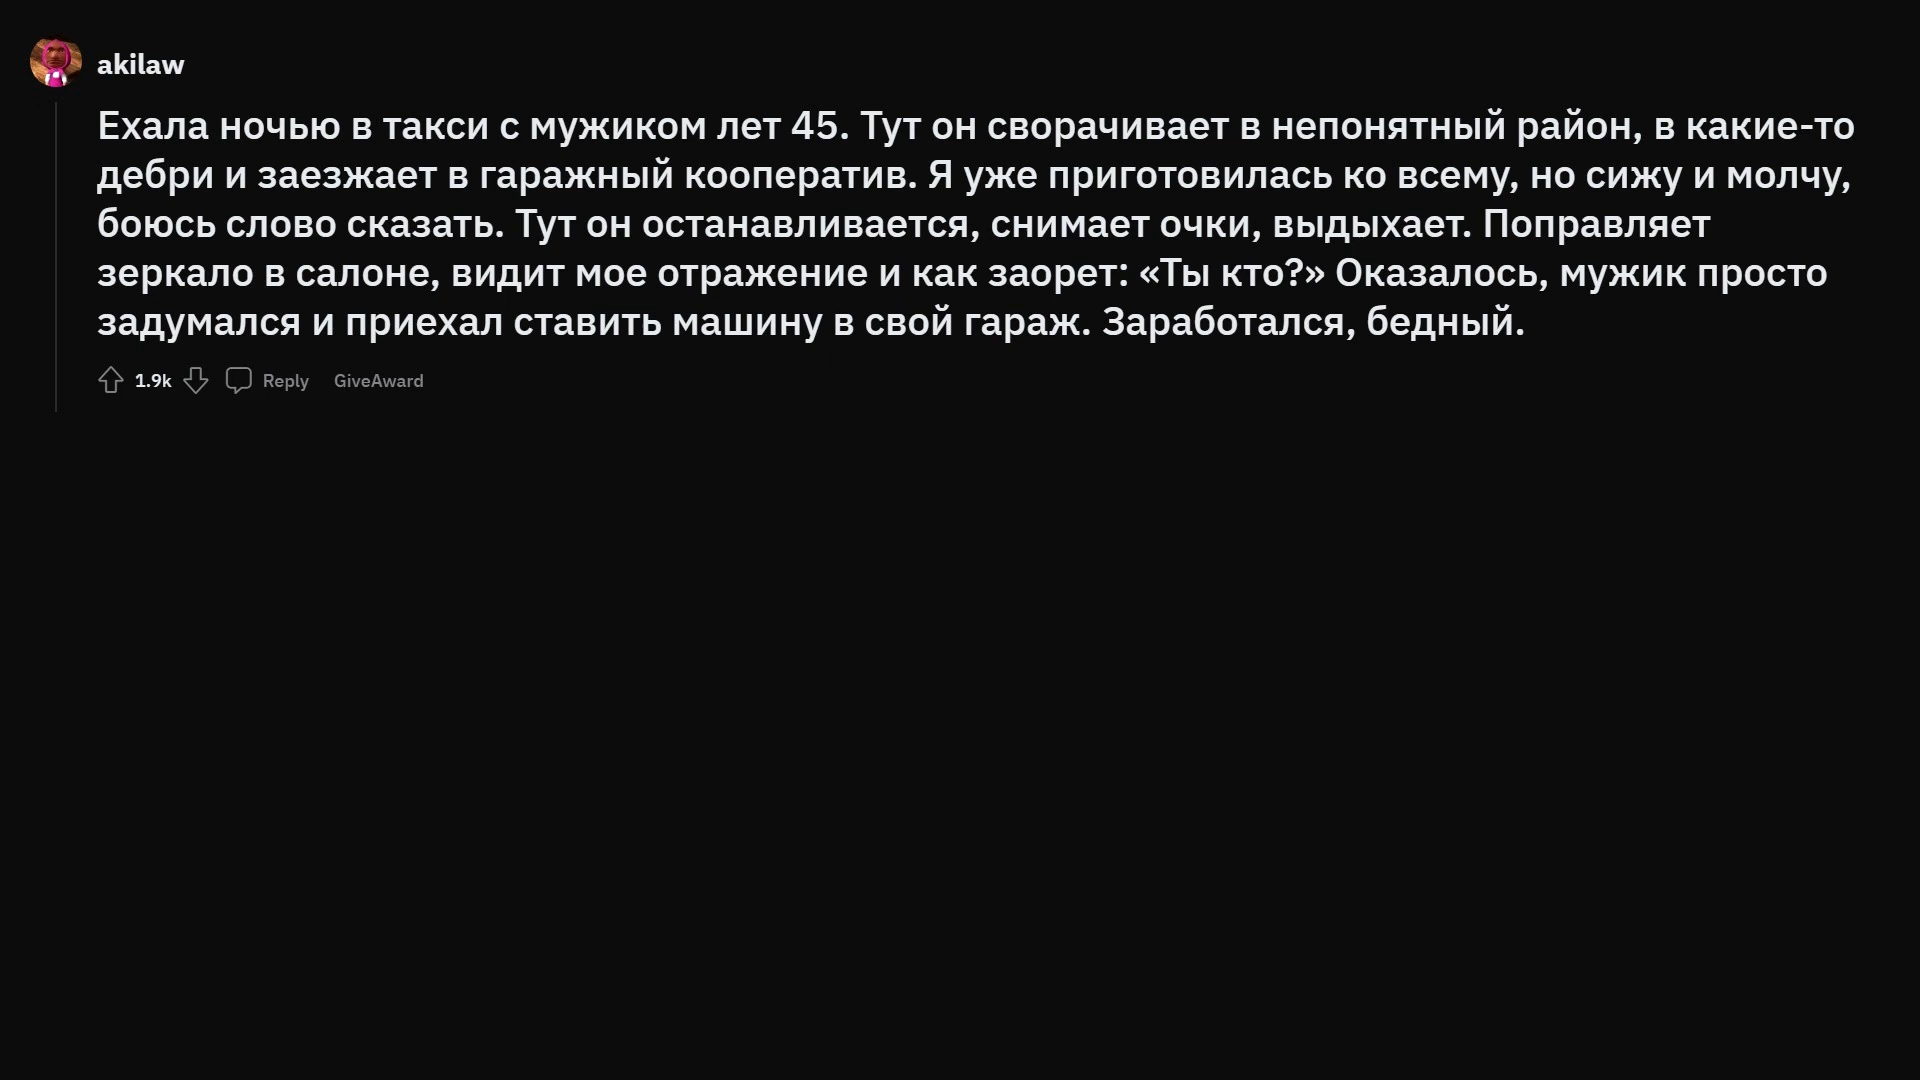 akilaw
Ехала ночью в такси с мужиком лет 45. Тут он сворачивает в непонятный район, в какие-то
дебри и заезжает в гаражный кооператив. Я уже приготовилась ко всему, но сижу и молчу,
боюсь слово сказать. Тут он останавливается, снимает очки, выдыхает. Поправляет
зеркало в салоне, видит мое отражение и как заорет: «Ты кто?» Оказалось, мужик просто
задумался и приехал ставить машину в свой гараж. Заработался, бедный.
1.9k Reply GiveAward